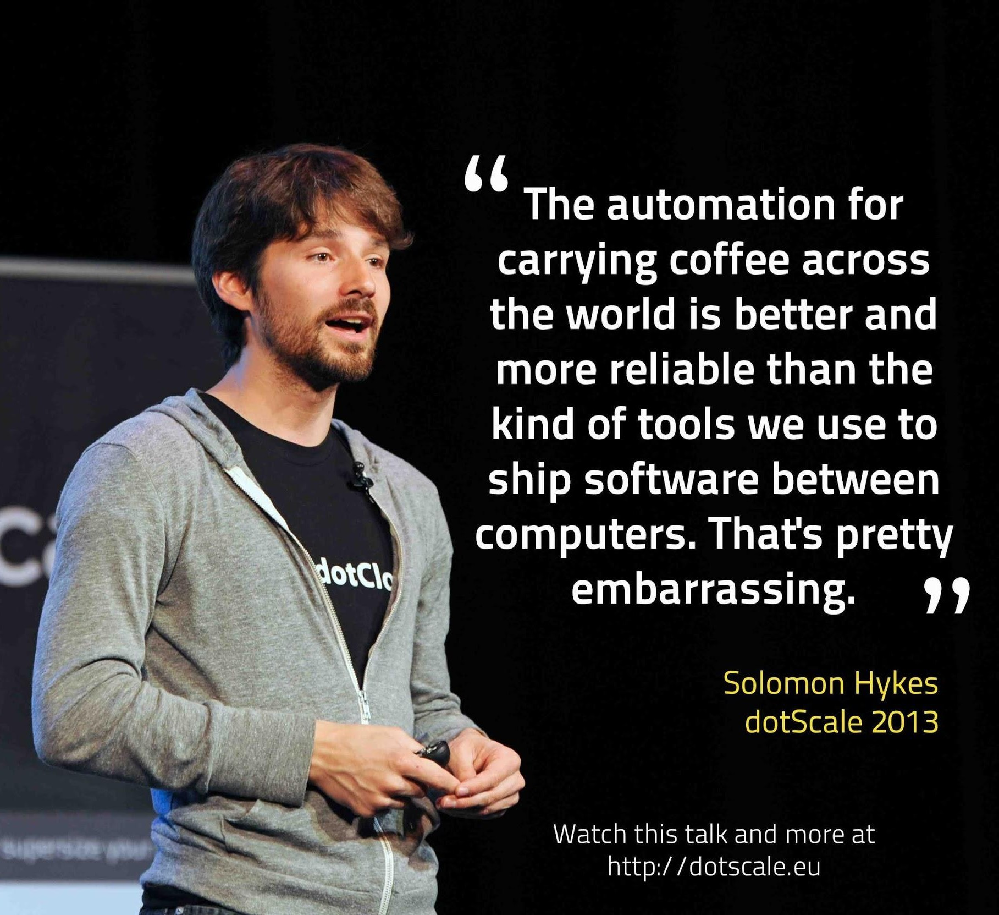 “ The automation for
carrying coffee across
the world is better and
more reliable than the
kind of tools we use to
ship software between
computers. That's pretty
embarrassing. ”
Solomon Hykes
dotScale 2013
Watch this talk and more at
http://dotscale.eu
dotClo
supersize your